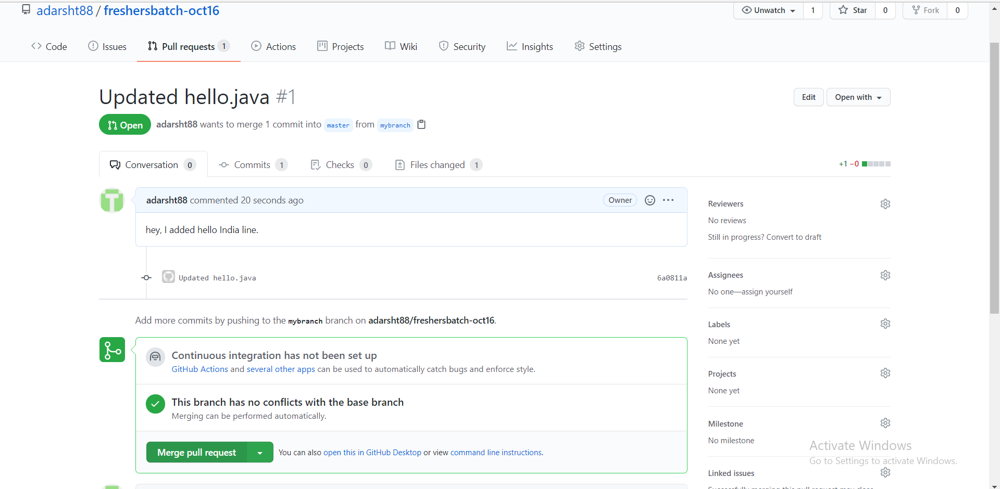 adarsht88 / freshersbatch-oct16
Unwatch 1 Star 0 Fork 0
Code Issues Pull requests 1 Actions Projects Wiki Security Insights Settings
Updated hello.java #1
Edit Open with
Open adarsht88 wants to merge 1 commit into master from mybranch
Conversation 0 Commits 1 Checks 0 Files changed 1
+1 −0
adarsht88 commented 20 seconds ago
Owner
hey, I added hello India line.
Updated hello.java 6a0811a
Add more commits by pushing to the mybranch branch on adarsht88/freshersbatch-oct16.
Continuous integration has not been set up
GitHub Actions and several other apps can be used to automatically catch bugs and enforce style.
This branch has no conflicts with the base branch
Merging can be performed automatically.
Merge pull request
You can also open this in GitHub Desktop or view command line instructions.
Reviewers
No reviews
Still in progress? Convert to draft
Assignees
No one—assign yourself
Labels
None yet
Projects
None yet
Milestone
No milestone
Activate Windows
Go to Settings to activate Windows.
Linked issues
Successfully merging this pull request may close